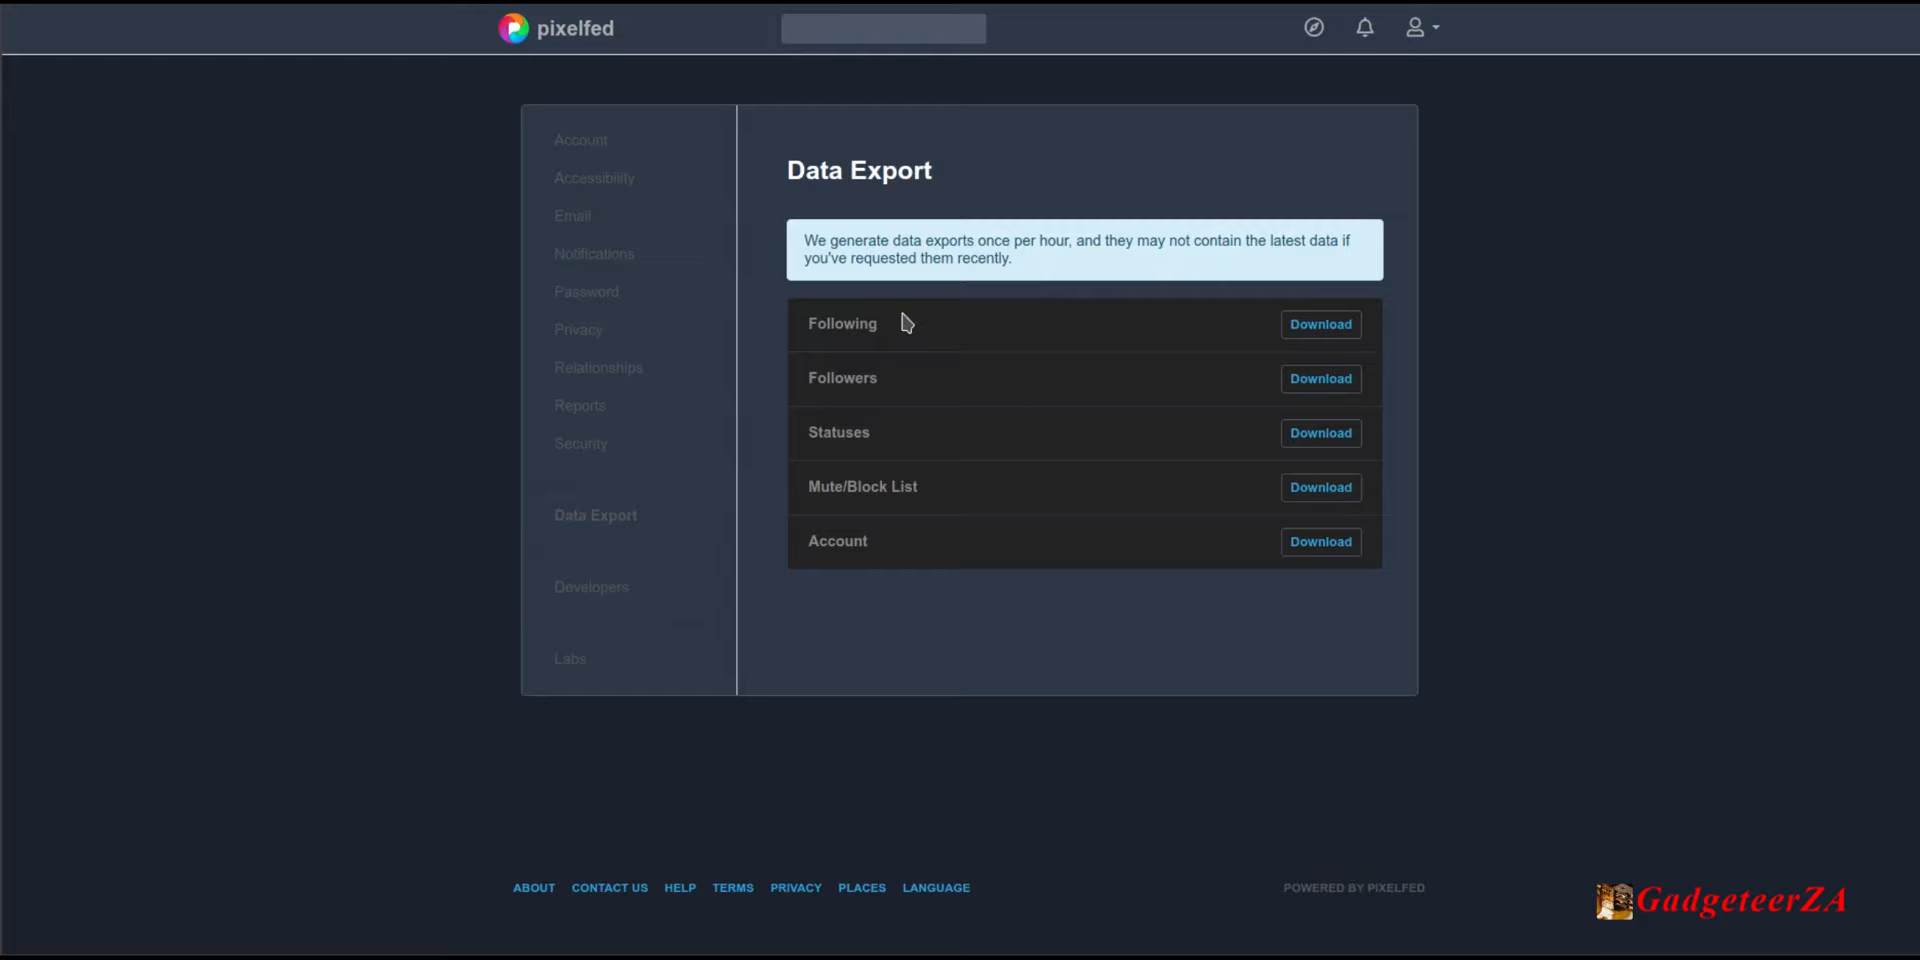 pixelfed
Account
Accessibility
Email
Notifications
Password
Privacy
Relationships
Reports
Security
Data Export
Developers
Labs
Data Export
We generate data exports once per hour, and they may not contain the latest data if
you've requested them recently.
Following Download
Followers Download
Statuses Download
Mute/Block List Download
Account Download
ABOUT CONTACT US HELP TERMS PRIVACY PLACES LANGUAGE POWERED BY PIXELFED
GadgeteerZA